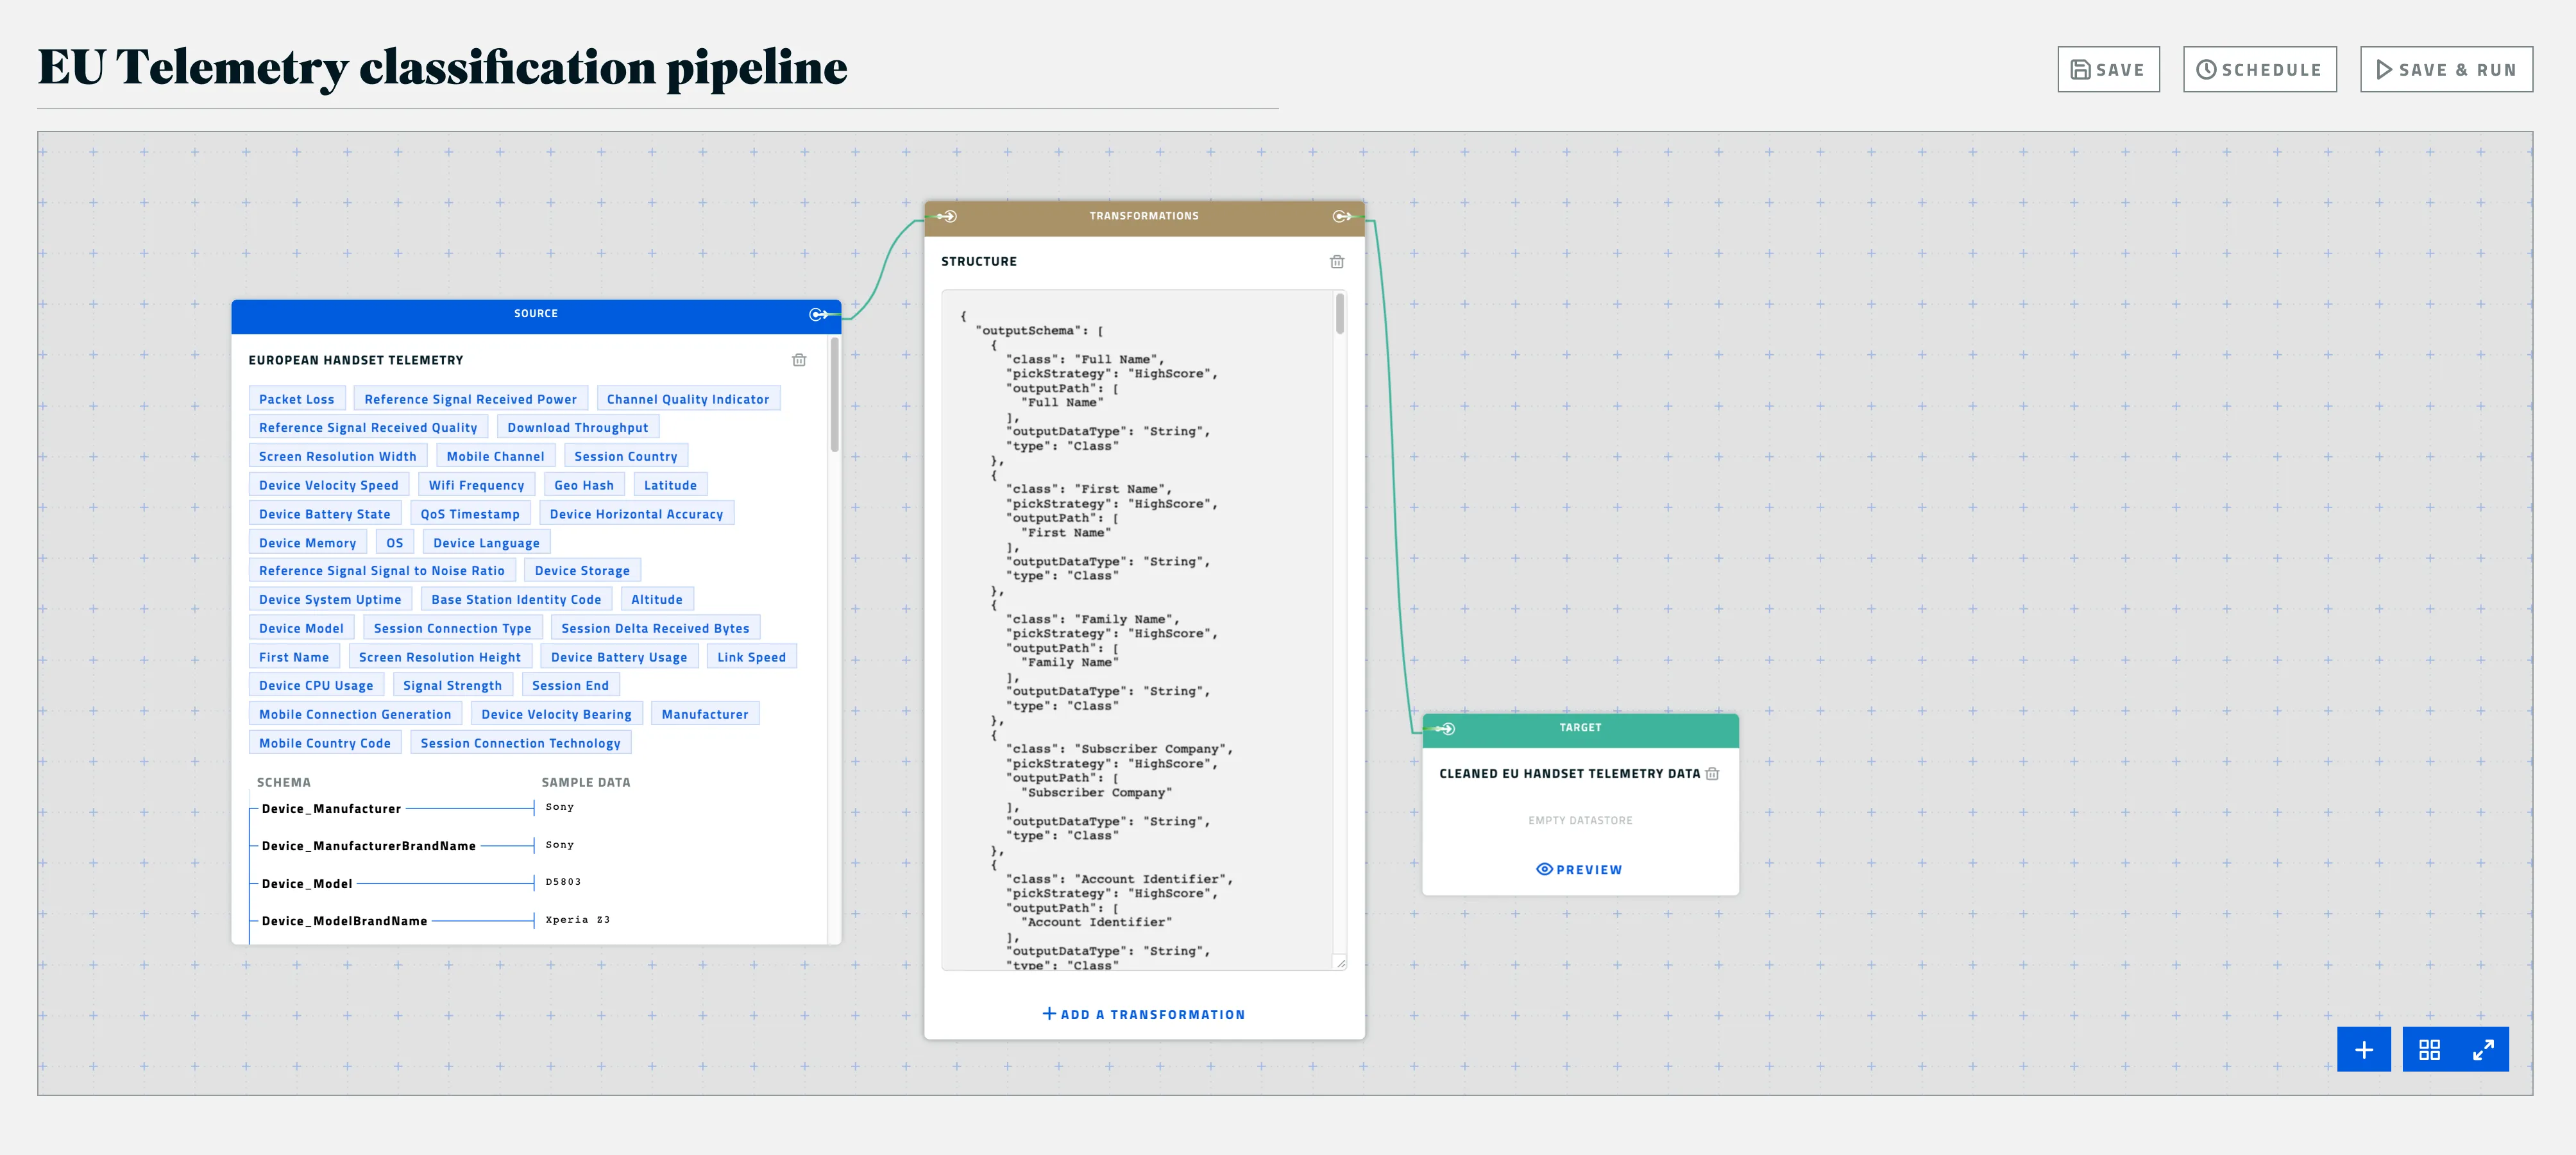 EU Telemetry classification pipeline
SAVE
SCHEDULE
SAVE & RUN
SOURCE
EUROPEAN HANDSET TELEMETRY
Packet Loss Reference Signal Received Power Channel Quality Indicator
Reference Signal Received Quality Download Throughput
Screen Resolution Width Mobile Channel Session Country
Device Velocity Speed Wifi Frequency Geo Hash Latitude
Device Battery State QoS Timestamp Device Horizontal Accuracy
Device Memory OS Device Language
Reference Signal Signal to Noise Ratio Device Storage
Device System Uptime Base Station Identity Code Altitude
Device Model Session Connection Type Session Delta Received Bytes
First Name Screen Resolution Height Device Battery Usage Link Speed
Device CPU Usage Signal Strength Session End
Mobile Connection Generation Device Velocity Bearing Manufacturer
Mobile Country Code Session Connection Technology
SCHEMA SAMPLE DATA
Device_Manufacturer Sony
Device_ManufacturerBrandName Sony
Device_Model D5803
Device_ModelBrandName Xperia Z3
TRANSFORMATIONS
STRUCTURE
{
"outputSchema": [
{
"class": "Full Name",
"pickStrategy": "HighScore",
"outputPath": [
"Full Name"
],
"outputDataType": "String",
"type": "Class"
},
{
"class": "First Name",
"pickStrategy": "HighScore",
"outputPath": [
"First Name"
],
"outputDataType": "String",
"type": "Class"
},
{
"class": "Family Name",
"pickStrategy": "HighScore",
"outputPath": [
"Family Name"
],
"outputDataType": "String",
"type": "Class"
},
{
"class": "Subscriber Company",
"pickStrategy": "HighScore",
"outputPath": [
"Subscriber Company"
],
"outputDataType": "String",
"type": "Class"
},
{
"class": "Account Identifier",
"pickStrategy": "HighScore",
"outputPath": [
"Account Identifier"
],
"outputDataType": "String",
"type": "Class"
ADD A TRANSFORMATION
TARGET
CLEANED EU HANDSET TELEMETRY DATA
EMPTY DATASTORE
PREVIEW